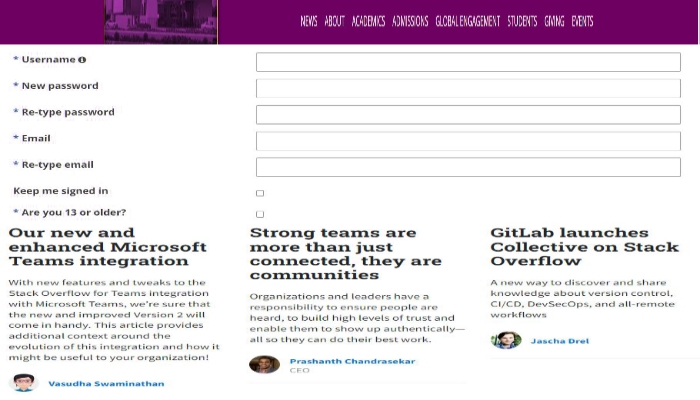 NEWS ABOUT ACADEMICS ADMISSIONS GLOBAL ENGAGEMENT STUDENTS GIVING EVENTS
* Username
* New password
* Re-type password
* Email
* Re-type email
Keep me signed in
* Are you 13 or older?
Our new and
enhanced Microsoft
Teams integration
With new features and tweaks to the
Stack Overflow for Teams integration
with Microsoft Teams, we're sure that
the new and improved Version 2 will
come in handy. This article provides
additional context around the
evolution of this integration and how it
might be useful to your organization!
Vasudha Swaminathan
Strong teams are
more than just
connected, they are
communities
Organizations and leaders have a
responsibility to ensure people are
heard, to build high levels of trust and
enable them to show up authentically—
all so they can do their best work.
Prashanth Chandrasekar
CEO
GitLab launches
Collective on Stack
Overflow
A new way to discover and share
knowledge about version control,
CI/CD, DevSecOps, and all-remote
workflows
Jascha Drel